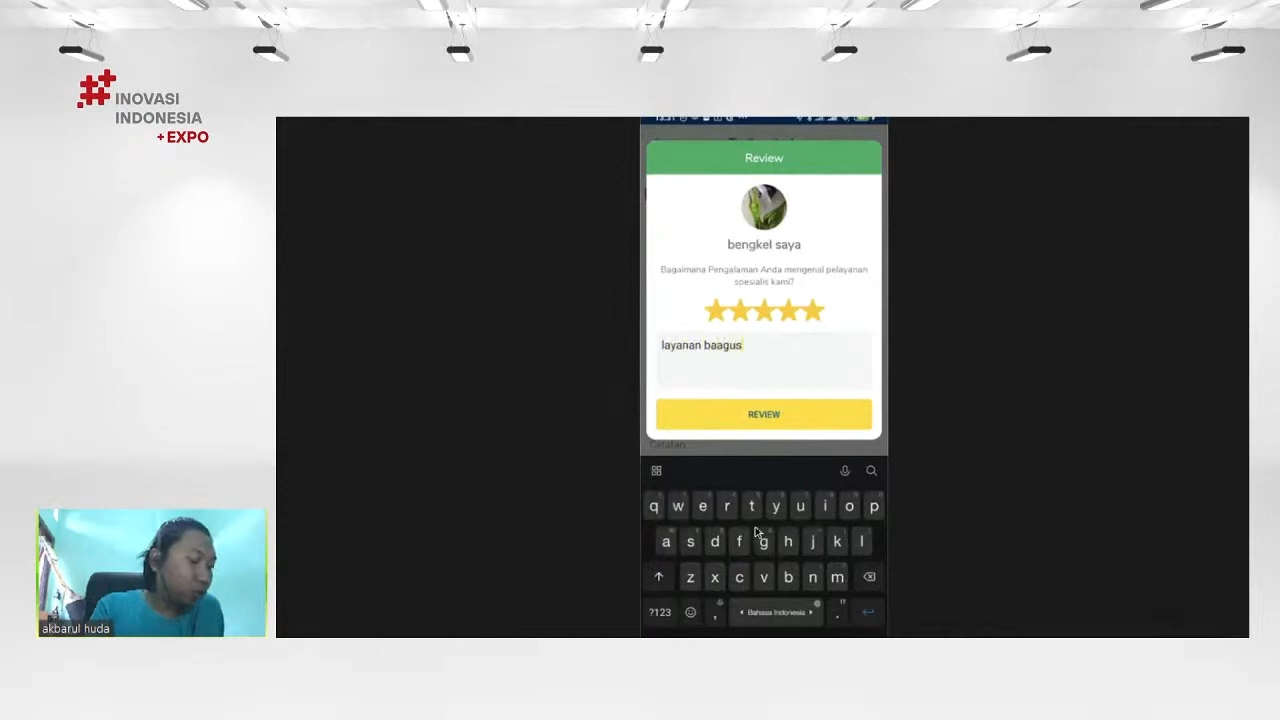 INOVASI
INDONESIA
+ EXPO
Review
bengkel saya
Bagaimana Pengalaman Anda mengenai pelayanan
spesialis kami?
layanan baagus
REVIEW
q w e r t y u i o p
a s d f g h j k l
z x c v b n m
?123 , Bahasa Indonesia .
akbarul huda